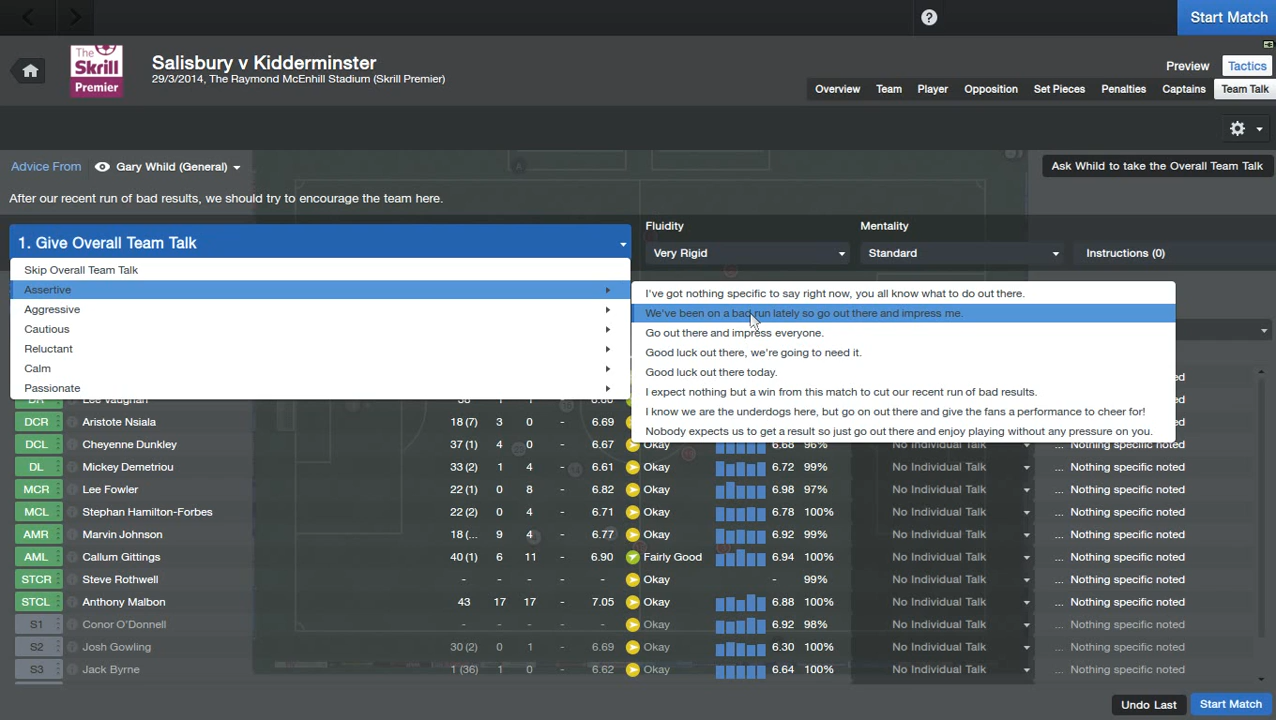 Start Match
The
Skrill
Premier
Salisbury v Kidderminster
29/3/2014, The Raymond McEnhill Stadium (Skrill Premier)
Preview
Tactics
Overview
Team
Player
Opposition
Set Pieces
Penalties
Captains
Team Talk
Advice From
Gary Whild (General)
Ask Whild to take the Overall Team Talk
After our recent run of bad results, we should try to encourage the team here.
1. Give Overall Team Talk
Fluidity
Mentality
Very Rigid
Standard
Instructions (0)
Skip Overall Team Talk
Assertive
Aggressive
Cautious
Reluctant
Calm
Passionate
I've got nothing specific to say right now, you all know what to do out there.
We've been on a bad run lately so go out there and impress me.
Go out there and impress everyone.
Good luck out there, we're going to need it.
Good luck out there today.
I expect nothing but a win from this match to cut our recent run of bad results.
I know we are the underdogs here, but go on out there and give the fans a performance to cheer for!
Nobody expects us to get a result so just go out there and enjoy playing without any pressure on you.
DCR Aristote Nsiala 18 (7) 3 0 - 6.69 Okay
DCL Cheyenne Dunkley 37 (1) 4 0 - 6.67 Okay 6.68 96% No Individual Talk ... Nothing specific noted
DL Mickey Demetriou 33 (2) 1 4 - 6.61 Okay 6.72 99% No Individual Talk ... Nothing specific noted
MCR Lee Fowler 22 (1) 0 8 - 6.82 Okay 6.98 97% No Individual Talk ... Nothing specific noted
MCL Stephan Hamilton-Forbes 22 (2) 0 4 - 6.71 Okay 6.78 100% No Individual Talk ... Nothing specific noted
AMR Marvin Johnson 18 (... 9 4 - 6.77 Okay 6.92 99% No Individual Talk ... Nothing specific noted
AML Callum Gittings 40 (1) 6 11 - 6.90 Fairly Good 6.94 100% No Individual Talk ... Nothing specific noted
STCR Steve Rothwell - - - - - Okay - 99% No Individual Talk ... Nothing specific noted
STCL Anthony Malbon 43 17 17 - 7.05 Okay 6.88 100% No Individual Talk ... Nothing specific noted
S1 Conor O'Donnell - - - - - Okay 6.92 98% No Individual Talk ... Nothing specific noted
S2 Josh Gowling 30 (2) 0 1 - 6.69 Okay 6.30 100% No Individual Talk ... Nothing specific noted
S3 Jack Byrne 1 (36) 1 0 - 6.62 Okay 6.64 100% No Individual Talk ... Nothing specific noted
Undo Last
Start Match